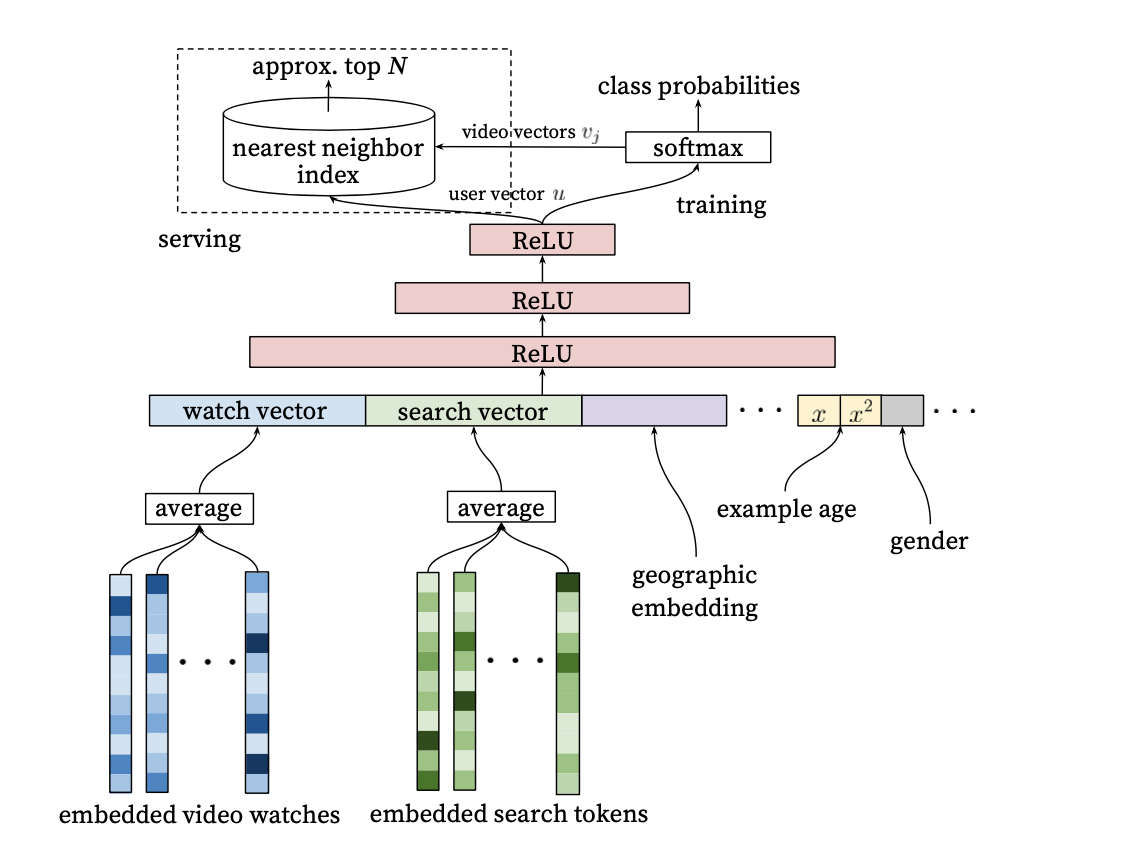 approx. top N
class probabilities
nearest neighbor
index
video vectors v_j
softmax
user vector u
training
serving
ReLU
ReLU
ReLU
watch vector
search vector
. . .
x
x²
. . .
average
average
example age
gender
geographic
embedding
. . .
. . .
embedded video watches
embedded search tokens